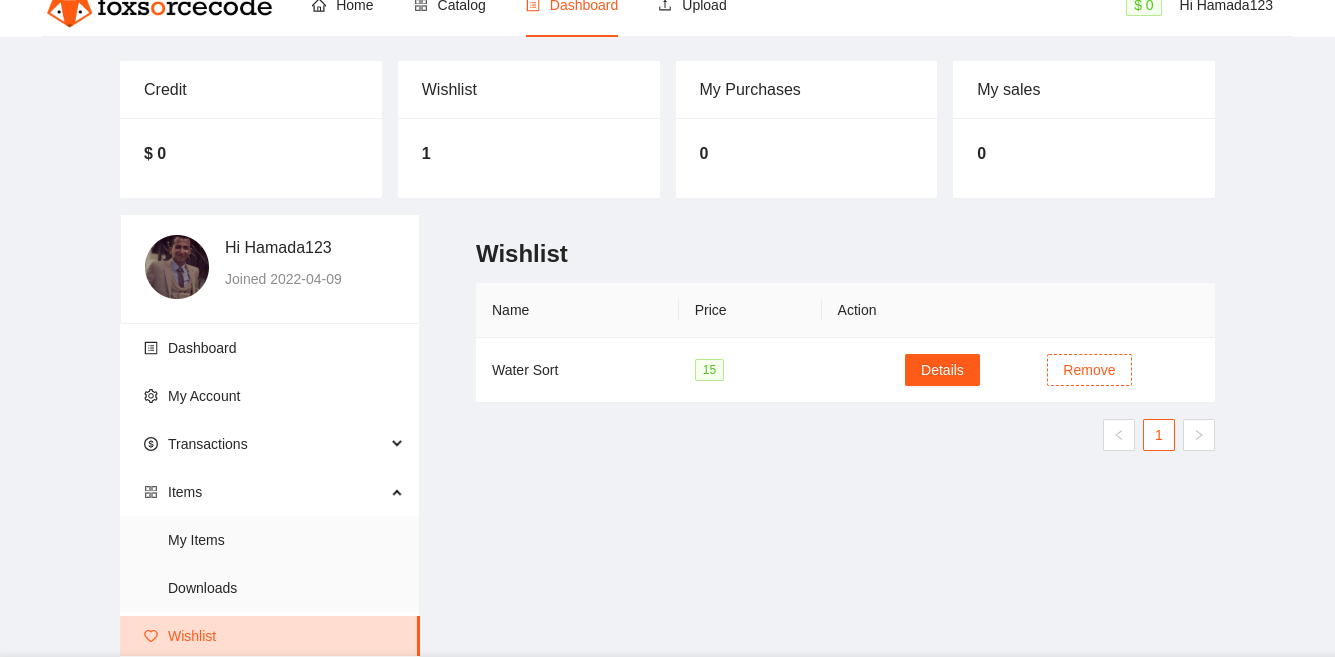 foxsorcecode Home Catalog Dashboard Upload $ 0 Hi Hamada123
Credit Wishlist My Purchases My sales
$ 0 1 0 0
Hi Hamada123
Joined 2022-04-09
Dashboard
My Account
Transactions
Items
My Items
Downloads
Wishlist
Wishlist
Name Price Action
Water Sort 15 Details Remove
1